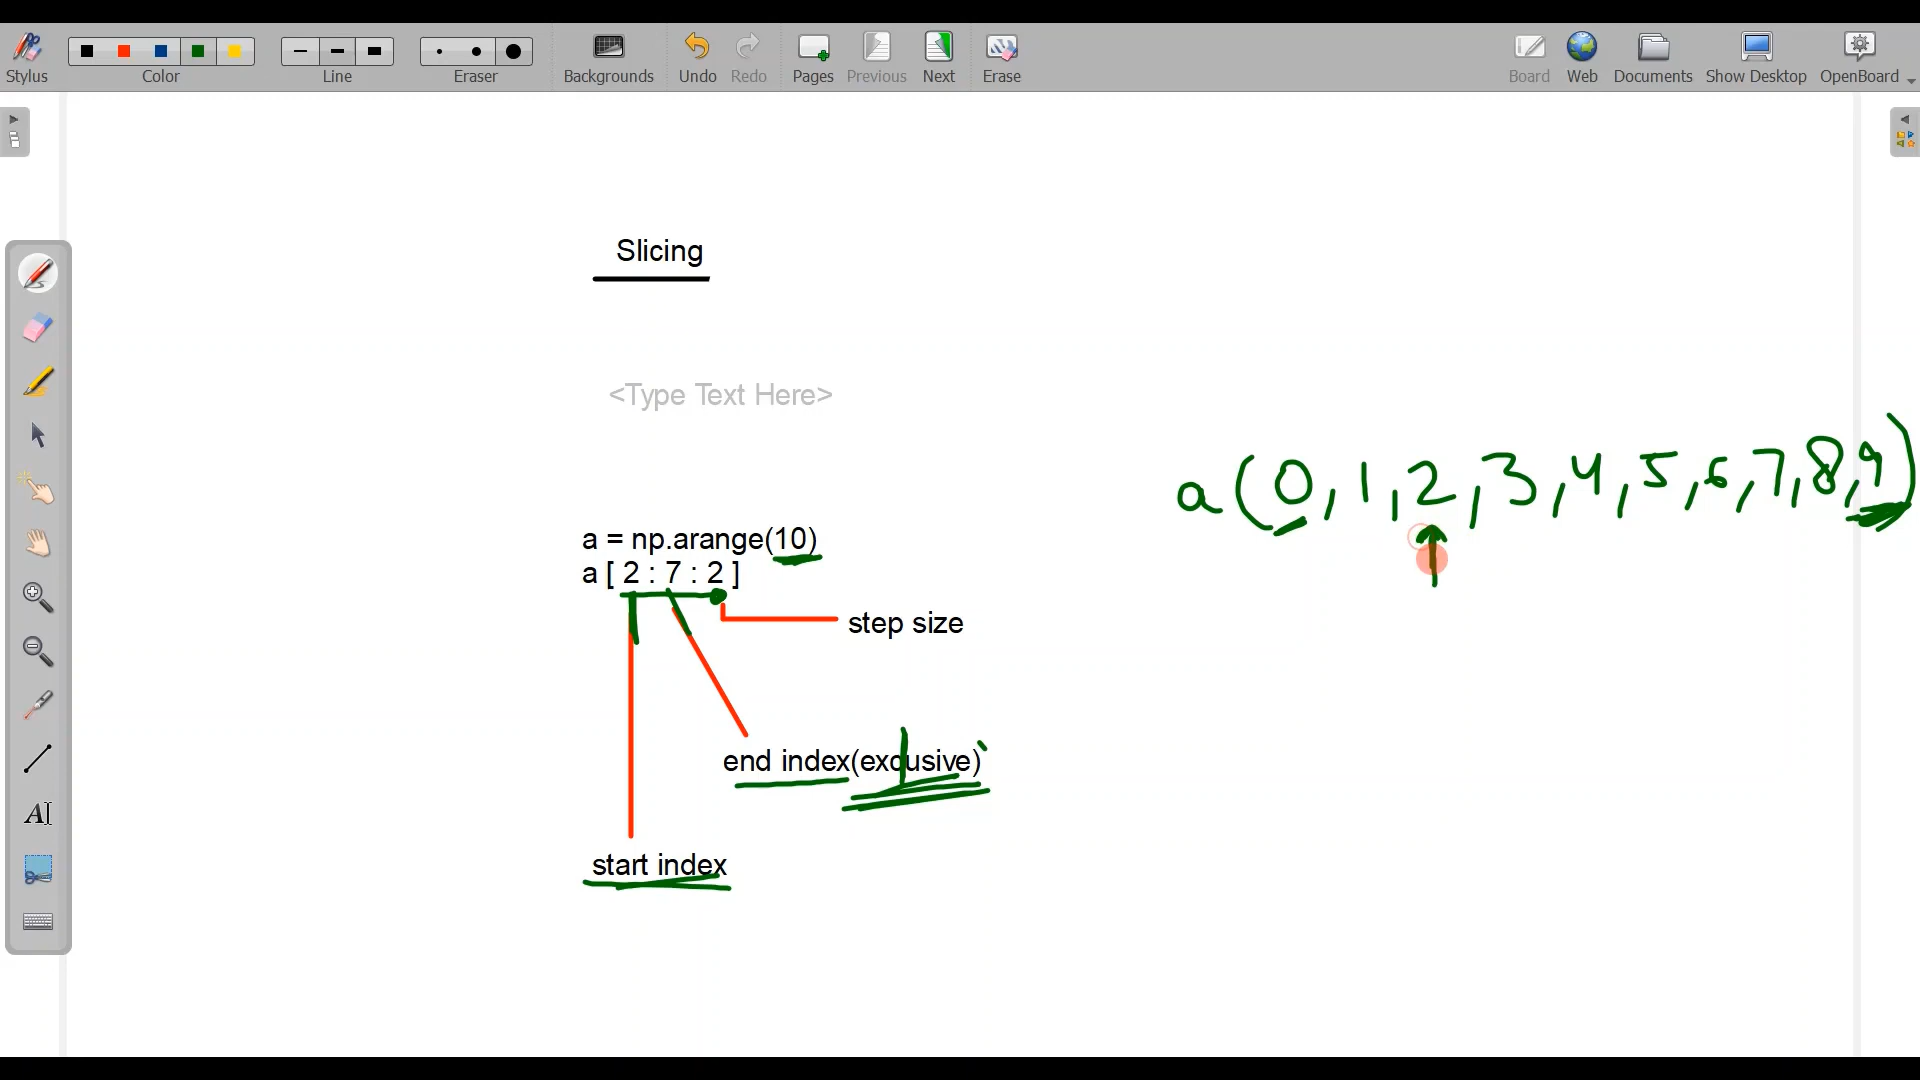 Stylus
Color
Line
Eraser
Backgrounds
Undo
Redo
Pages
Previous
Next
Erase
Board
Web
Documents
Show Desktop
OpenBoard
Slicing
<Type Text Here>
a(0,1,2,3,4,5,6,7,8,9)
a = np.arange(10)
a [ 2 : 7 : 2 ]
step size
end index(exclusive)
start index